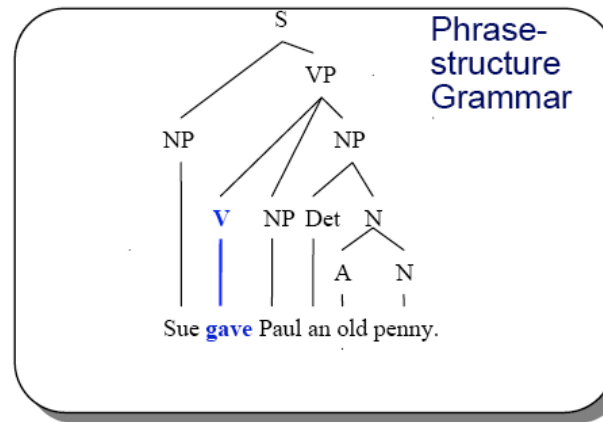 S
Phrase-
structure
Grammar
VP
NP NP
V NP Det N
A N
Sue gave Paul an old penny.